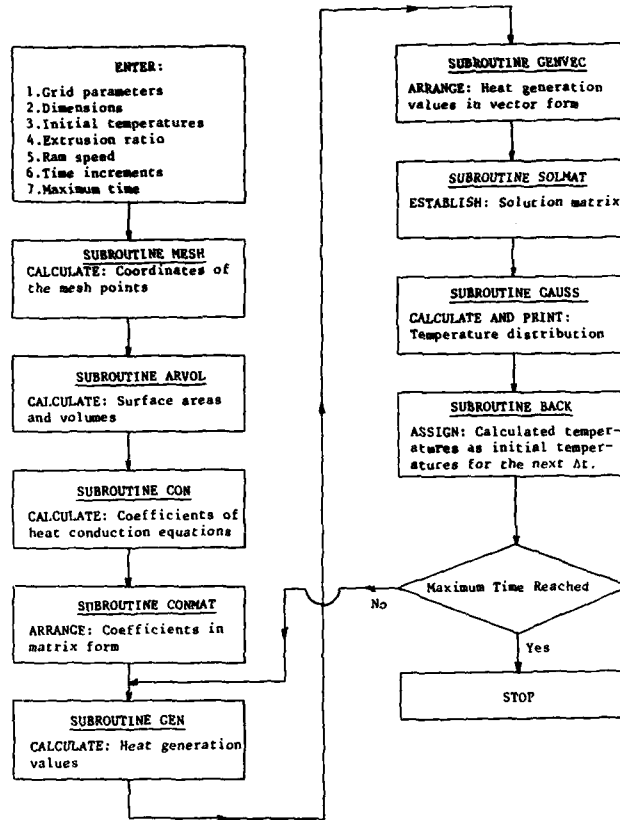 ENTER:
1.Grid parameters
2.Dimensions
3.Initial temperatures
4.Extrusion ratio
5.Ram speed
6.Time increments
7.Maximum time
SUBROUTINE MESH
CALCULATE: Coordinates of
the mesh points
SUBROUTINE ARVOL
CALCULATE: Surface areas
and volumes
SUBROUTINE CON
CALCULATE: Coefficients of
heat conduction equations
SUBROUTINE CONMAT
ARRANGE: Coefficients in
matrix form
SUBROUTINE GEN
CALCULATE: Heat generation
values
SUBROUTINE GENVEC
ARRANGE: Heat generation
values in vector form
SUBROUTINE SOLMAT
ESTABLISH: Solution matrix
SUBROUTINE GAUSS
CALCULATE AND PRINT:
Temperature distribution
SUBROUTINE BACK
ASSIGN: Calculated temper-
atures as initial temper-
atures for the next Δt.
Maximum Time Reached
No
Yes
STOP